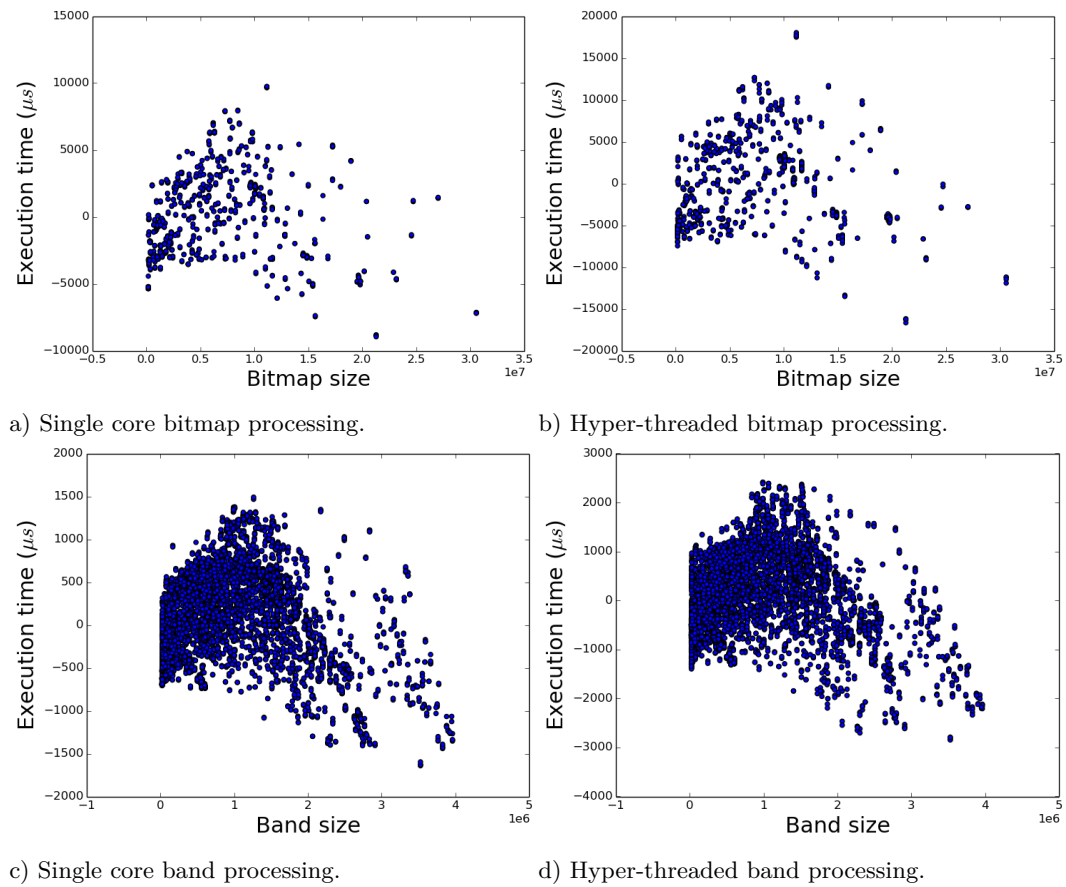 15000
10000
5000
0
−5000
−10000
Execution time (μs)
−0.5 0.0 0.5 1.0 1.5 2.0 2.5 3.0 3.5
1e7
Bitmap size
20000
15000
10000
5000
0
−5000
−10000
−15000
−20000
Execution time (μs)
−0.5 0.0 0.5 1.0 1.5 2.0 2.5 3.0 3.5
1e7
Bitmap size
a) Single core bitmap processing.
b) Hyper-threaded bitmap processing.
2000
1500
1000
500
0
−500
−1000
−1500
−2000
Execution time (μs)
−1 0 1 2 3 4 5
1e6
Band size
3000
2000
1000
0
−1000
−2000
−3000
−4000
Execution time (μs)
−1 0 1 2 3 4 5
1e6
Band size
c) Single core band processing.
d) Hyper-threaded band processing.